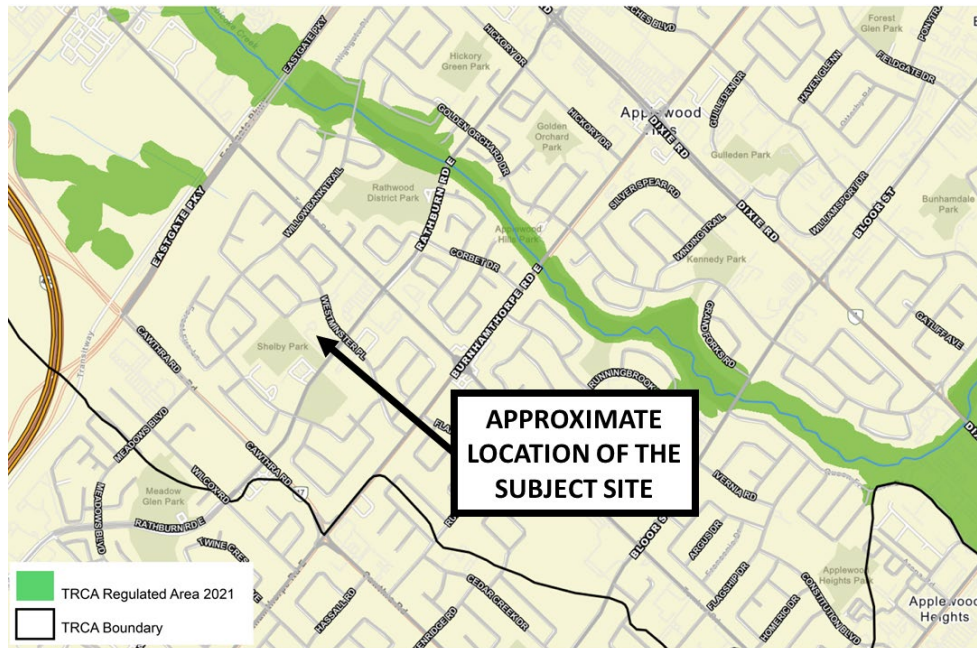 EASTGATE PKY
Hickory
Green Park
HICKORY DR
Forest
Glen Park
FIELDGATE DR
HAVEN GLENN
GULLEDEN DR
Applewood
DIXIE RD
GOLDEN ORCHARD DR
Golden
Orchard
Park
HICKORY DR
Gulleden Park
WILLOWBANKTRAIL
Rathwood
District Park
RATHBURN RD E
SILVER SPEAR RD
WILLIAMSPORT DR
BLOOR ST
Bunhamdale
Park
EASTGATE PKY
Applewood
Hills Park
CORBET DR
WINDING TRAIL
DIXIE RD
Kennedy Park
BURNHAMTHORPE RD E
WESTMINSTER PL
Shelby Park
CAWTHRA RD
Transitway
GRAND FORKS RD
GATLIFF AVE
RUNNINGBROOK
APPROXIMATE
LOCATION OF THE
SUBJECT SITE
MEADOWS BLVD
WILCOX RD
CAWTHRA RD
MEADOWS BLVD
Meadow
Glen Park
RATHBURN RD E
IVERNA RD
BLOOR S
ARGUS DR
FLAGSHIP DR
Applewood
Heights Park
CONSTITUTION BLVD
HOMERIC DR
Applewood
Heights
CEDAR CREEK DR
HASSALL RD
TRCA Regulated Area 2021
TRCA Boundary